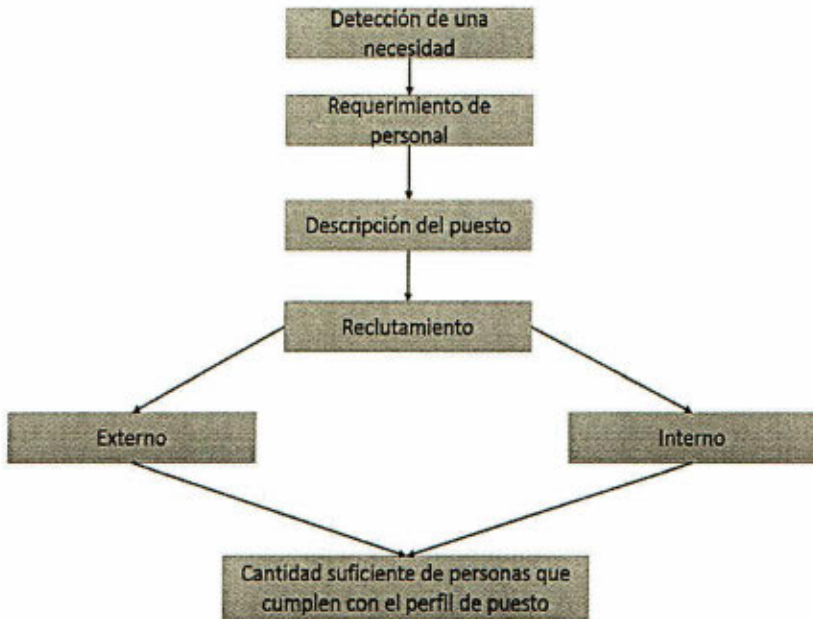 Detección de una
necesidad
Requerimiento de
personal
Descripción del puesto
Reclutamiento
Externo
Interno
Cantidad suficiente de personas que
cumplen con el perfil de puesto